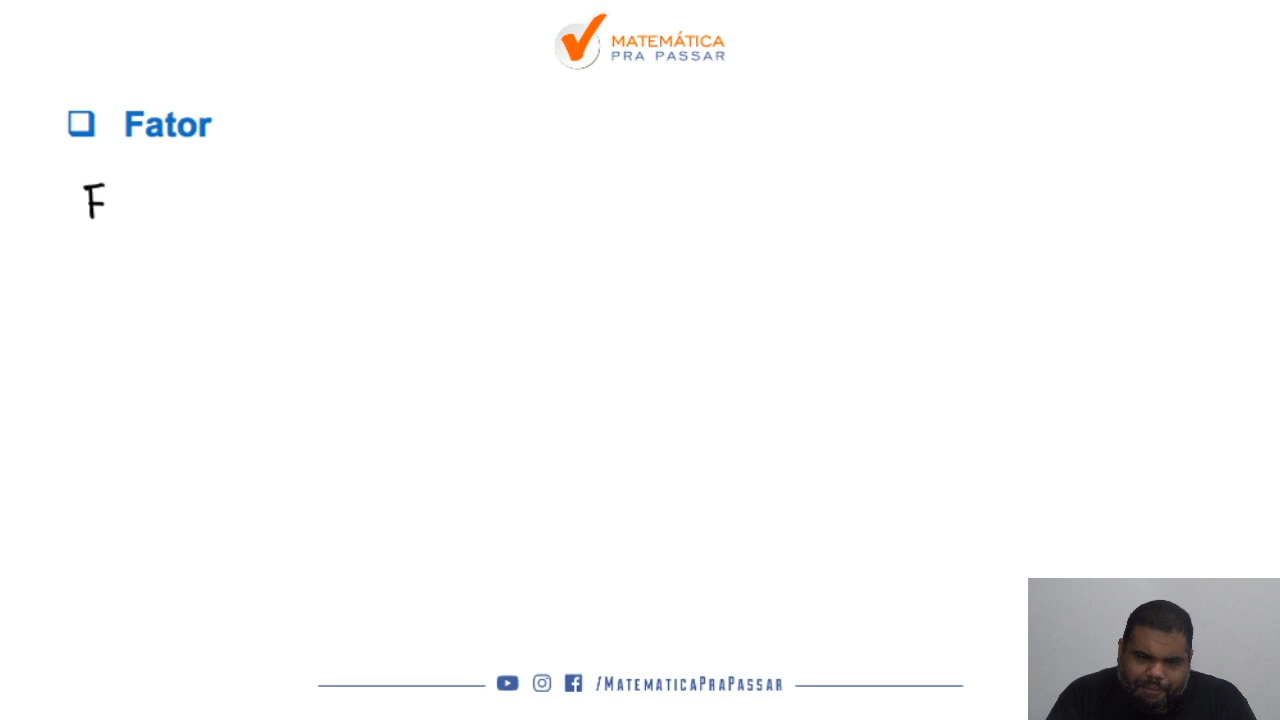 MATEMÁTICA
PRA PASSAR
Fator
F
/MATEMATICAPRAPASSAR